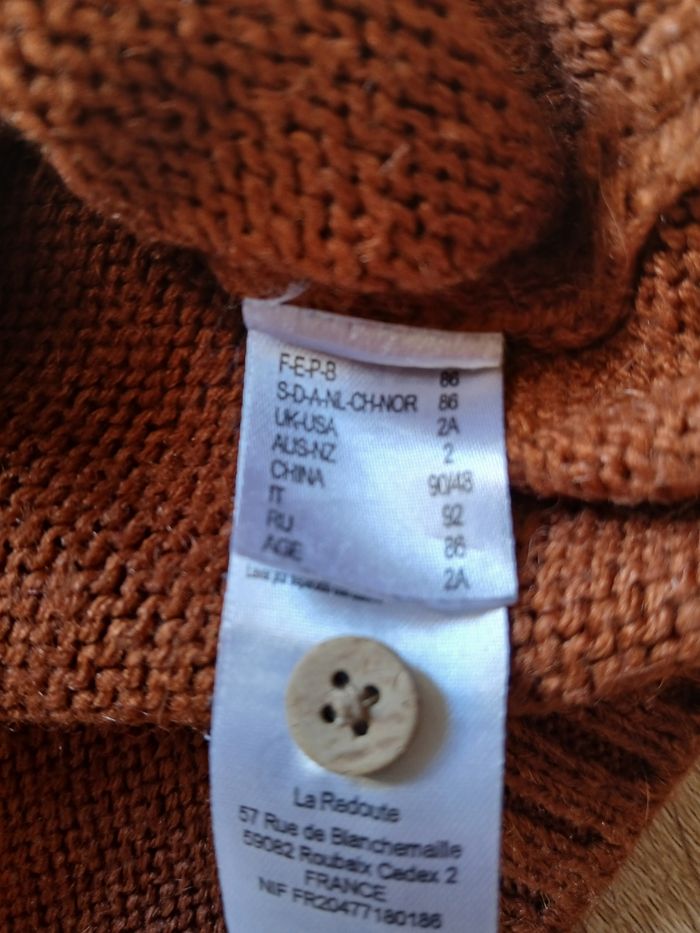 F-E-P-B 86
S-D-A-NL-CH-NOR 86
UK-USA 2A
AUS-NZ 2
CHINA 90/48
IT 92
RU 86
AGE 2A
La Redoute
57 Rue de Blanchemaille
59082 Roubaix Cedex 2
FRANCE
NIF FR20477180186